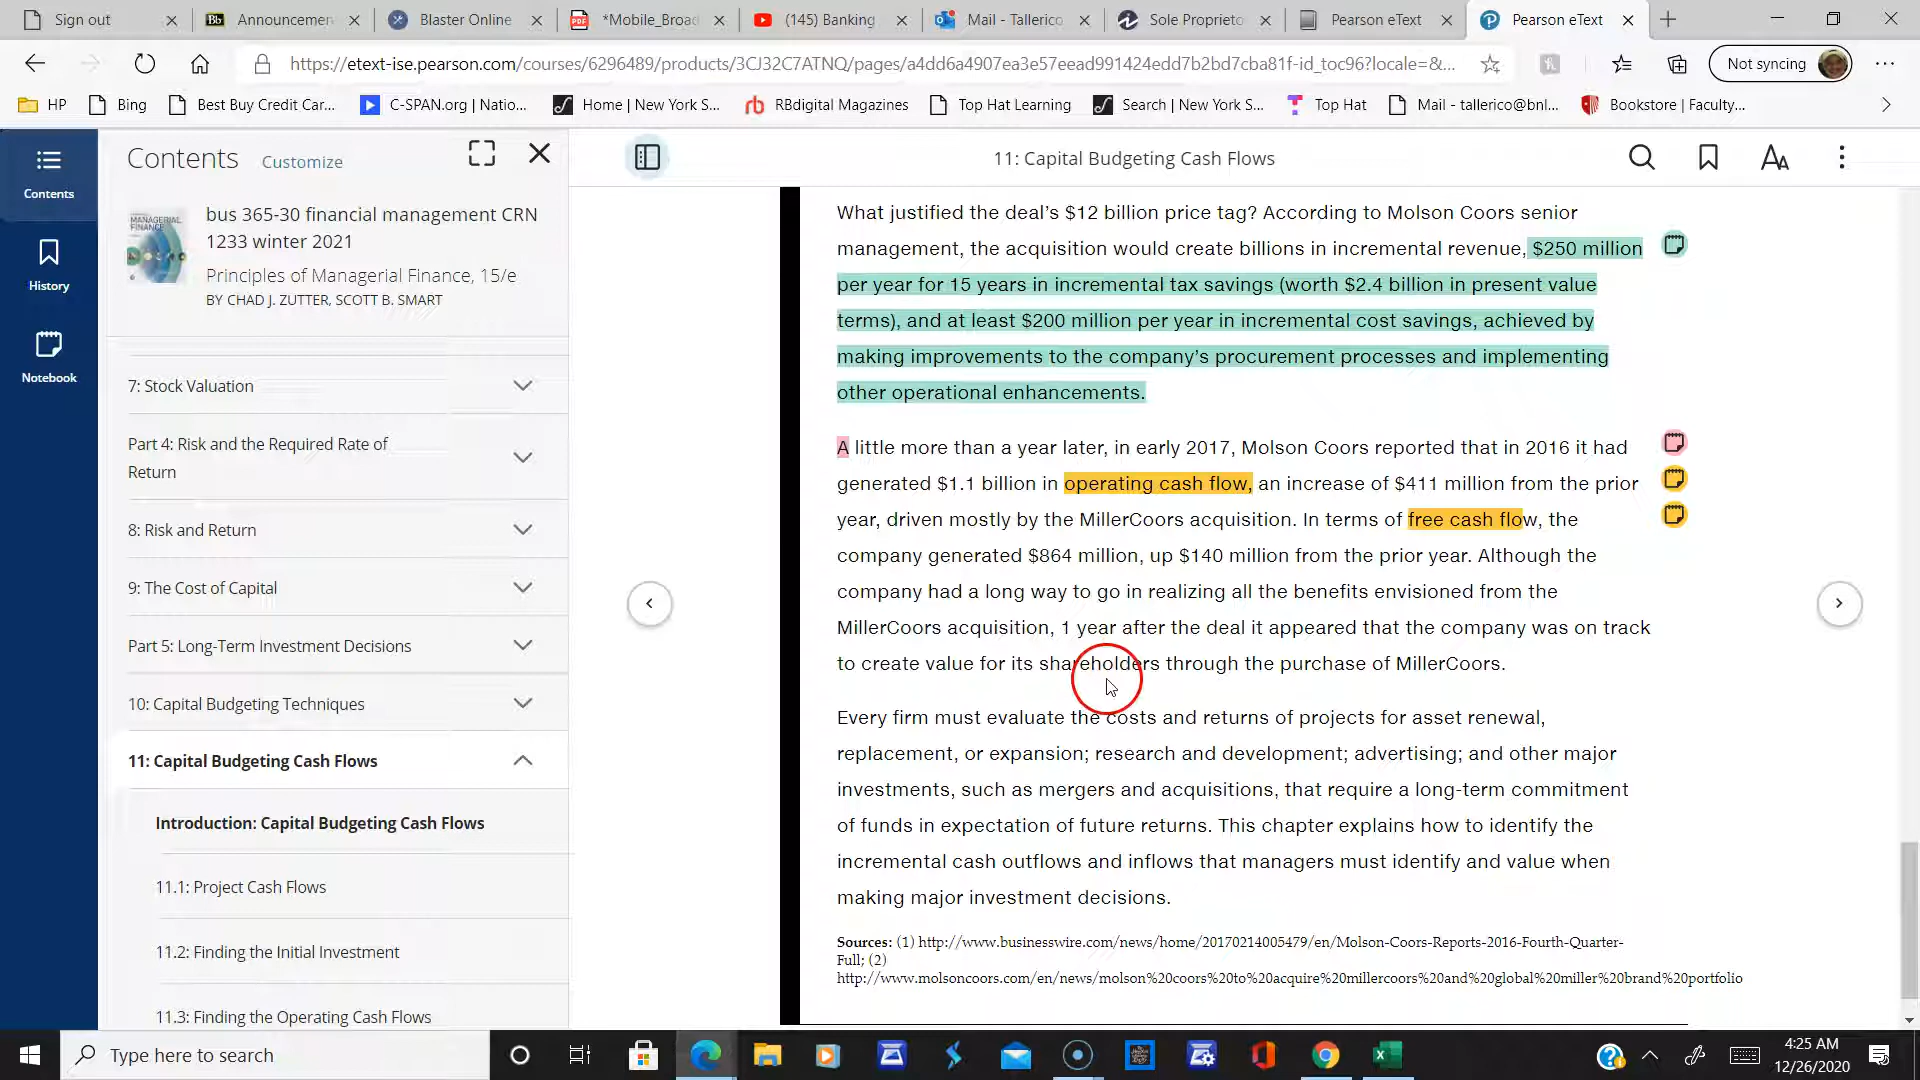 Sign out
Announcemen
Blaster Online
*Mobile_Broad
(145) Banking
Mail - Tallerico
Sole Proprieto
Pearson eText
Pearson eText
https://etext-ise.pearson.com/courses/6296489/products/3CJ32C7ATNQ/pages/a4dd6a4907ea3e57eead991424edd7b2bd7cba81f-id_toc96?locale=&...
Not syncing
HP
Bing
Best Buy Credit Car...
C-SPAN.org | Natio...
Home | New York S...
RBdigital Magazines
Top Hat Learning
Search | New York S...
Top Hat
Mail - tallerico@bnl...
Bookstore | Faculty...
Contents
History
Notebook
Contents Customize
MANAGERIAL
FINANCE
bus 365-30 financial management CRN
1233 winter 2021
Principles of Managerial Finance, 15/e
BY CHAD J. ZUTTER, SCOTT B. SMART
7: Stock Valuation
Part 4: Risk and the Required Rate of
Return
8: Risk and Return
9: The Cost of Capital
Part 5: Long-Term Investment Decisions
10: Capital Budgeting Techniques
11: Capital Budgeting Cash Flows
Introduction: Capital Budgeting Cash Flows
11.1: Project Cash Flows
11.2: Finding the Initial Investment
11.3: Finding the Operating Cash Flows
11: Capital Budgeting Cash Flows
What justified the deal's $12 billion price tag? According to Molson Coors senior
management, the acquisition would create billions in incremental revenue, $250 million
per year for 15 years in incremental tax savings (worth $2.4 billion in present value
terms), and at least $200 million per year in incremental cost savings, achieved by
making improvements to the company's procurement processes and implementing
other operational enhancements.
A little more than a year later, in early 2017, Molson Coors reported that in 2016 it had
generated $1.1 billion in operating cash flow, an increase of $411 million from the prior
year, driven mostly by the MillerCoors acquisition. In terms of free cash flow, the
company generated $864 million, up $140 million from the prior year. Although the
company had a long way to go in realizing all the benefits envisioned from the
MillerCoors acquisition, 1 year after the deal it appeared that the company was on track
to create value for its shareholders through the purchase of MillerCoors.
Every firm must evaluate the costs and returns of projects for asset renewal,
replacement, or expansion; research and development; advertising; and other major
investments, such as mergers and acquisitions, that require a long-term commitment
of funds in expectation of future returns. This chapter explains how to identify the
incremental cash outflows and inflows that managers must identify and value when
making major investment decisions.
Sources: (1) http://www.businesswire.com/news/home/20170214005479/en/Molson-Coors-Reports-2016-Fourth-Quarter-
Full; (2)
http://www.molsoncoors.com/en/news/molson%20coors%20to%20acquire%20millercoors%20and%20global%20miller%20brand%20portfolio
Type here to search
4:25 AM
12/26/2020